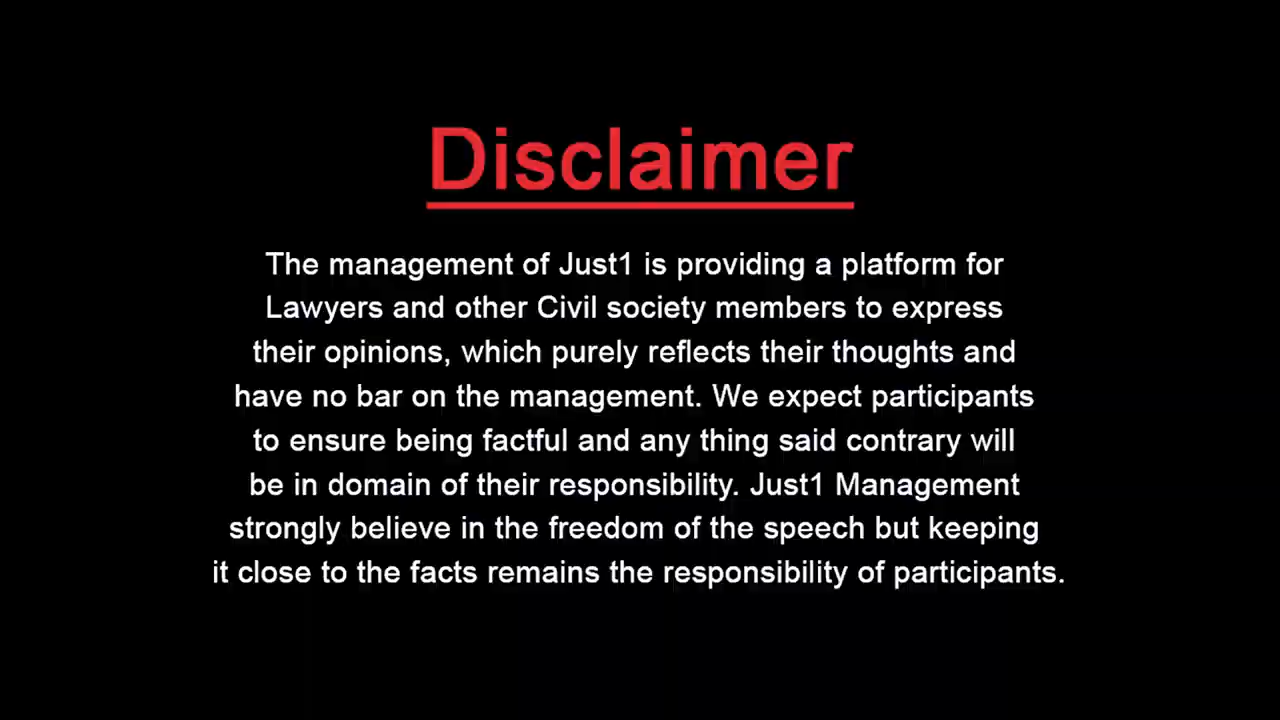 Disclaimer
The management of Just1 is providing a platform for
Lawyers and other Civil society members to express
their opinions, which purely reflects their thoughts and
have no bar on the management. We expect participants
to ensure being factful and any thing said contrary will
be in domain of their responsibility. Just1 Management
strongly believe in the freedom of the speech but keeping
it close to the facts remains the responsibility of participants.